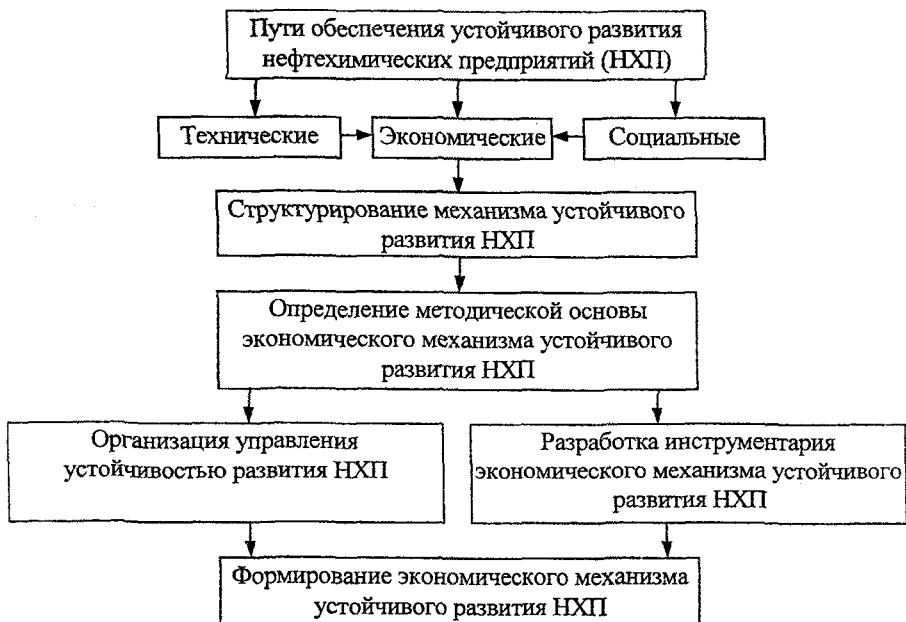 Пути обеспечения устойчивого развития
нефтехимических предприятий (НХП)
Технические
Экономические
Социальные
Структурирование механизма устойчивого
развития НХП
Определение методической основы
экономического механизма устойчивого
развития НХП
Организация управления
устойчивостью развития НХП
Разработка инструментария
экономического механизма устойчивого
развития НХП
Формирование экономического механизма
устойчивого развития НХП